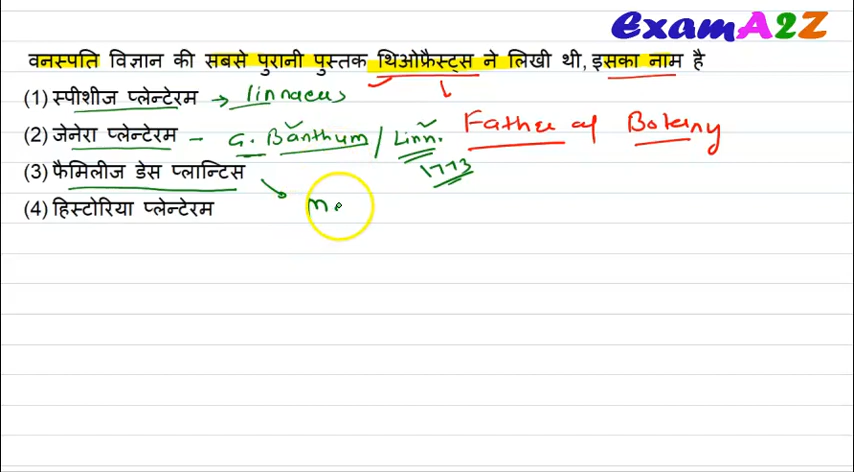 ExamA2Z
वनस्पति विज्ञान की सबसे पुरानी पुस्तक थिओफ्रैस्ट्स ने लिखी थी, इसका नाम है
(1) स्पीशीज प्लेन्टेरम → linnaeus
(2) जेनेरा प्लेन्टेरम - G. Banthum / Linn. Father of Botany
1773
(3) फैमिलीज डेस प्लान्टिस
(4) हिस्टोरिया प्लेन्टेरम